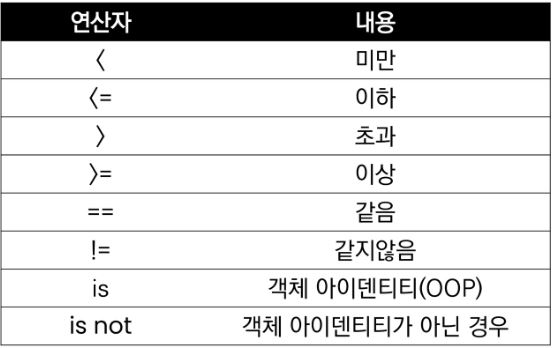 연산자 내용
< 미만
<= 이하
> 초과
>= 이상
== 같음
!= 같지않음
is 객체 아이덴티티(OOP)
is not 객체 아이덴티티가 아닌 경우